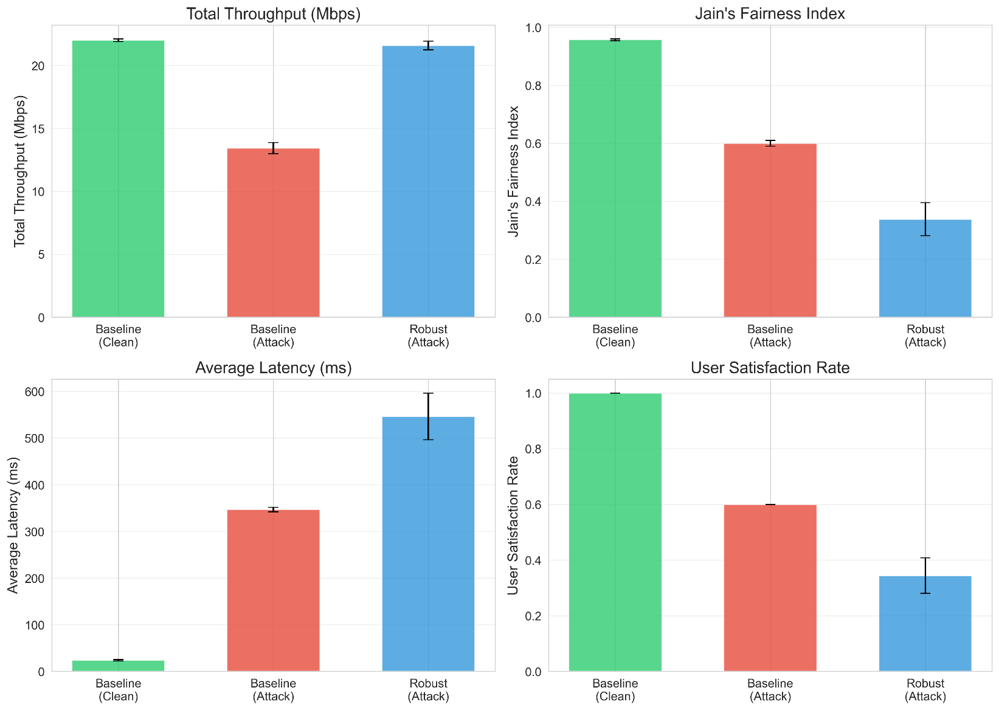 Total Throughput (Mbps)
Total Throughput (Mbps)
20
15
10
5
0
Baseline
(Clean)
Baseline
(Attack)
Robust
(Attack)
Jain's Fairness Index
Jain's Fairness Index
1.0
0.8
0.6
0.4
0.2
0.0
Baseline
(Clean)
Baseline
(Attack)
Robust
(Attack)
Average Latency (ms)
Average Latency (ms)
600
500
400
300
200
100
0
Baseline
(Clean)
Baseline
(Attack)
Robust
(Attack)
User Satisfaction Rate
User Satisfaction Rate
1.0
0.8
0.6
0.4
0.2
0.0
Baseline
(Clean)
Baseline
(Attack)
Robust
(Attack)